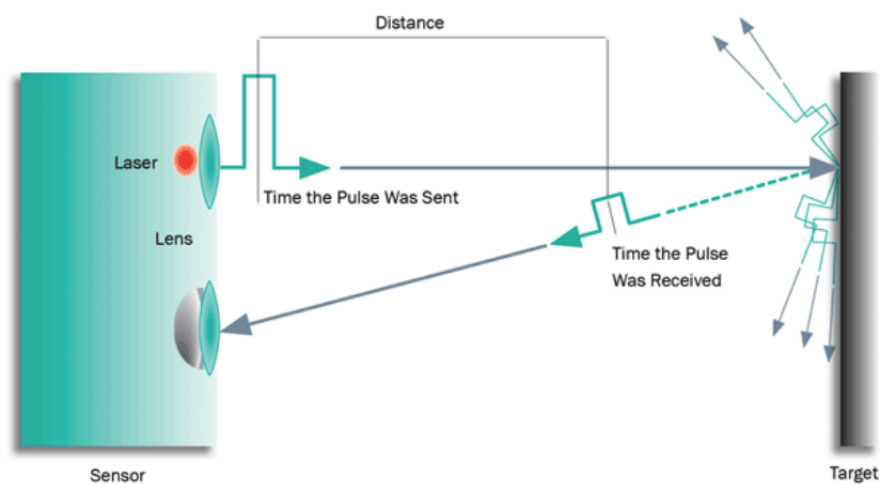 Distance
Laser
Time the Pulse Was Sent
Lens
Time the Pulse
Was Received
Sensor
Target